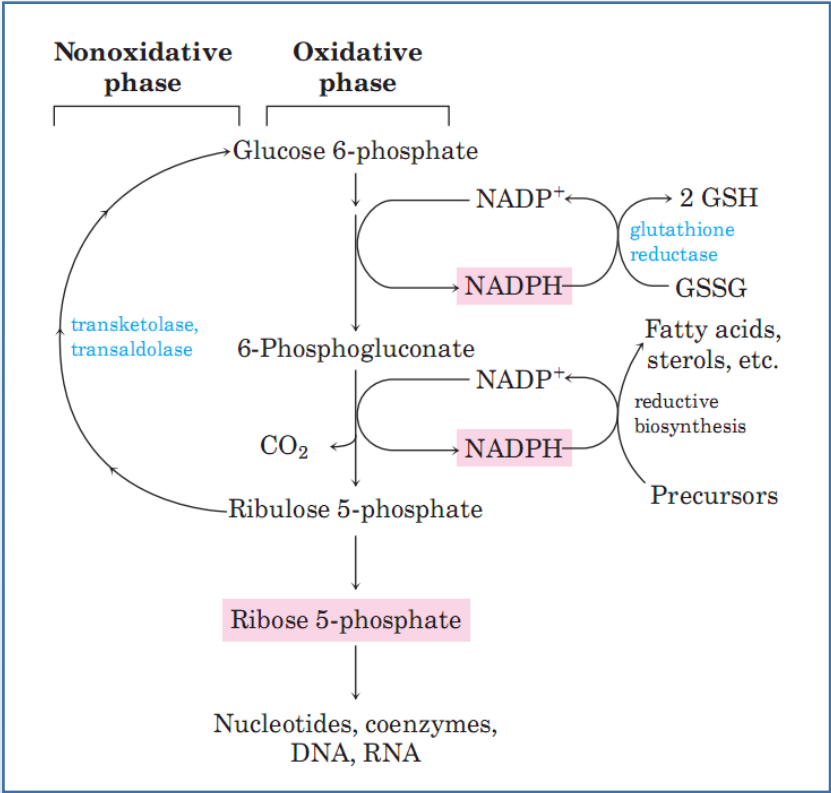 Nonoxidative
phase
Oxidative
phase
Glucose 6-phosphate
NADP+
2 GSH
glutathione
reductase
NADPH
GSSG
transketolase,
transaldolase
6-Phosphogluconate
Fatty acids,
sterols, etc.
NADP+
reductive
biosynthesis
CO2
NADPH
Precursors
Ribulose 5-phosphate
Ribose 5-phosphate
Nucleotides, coenzymes,
DNA, RNA